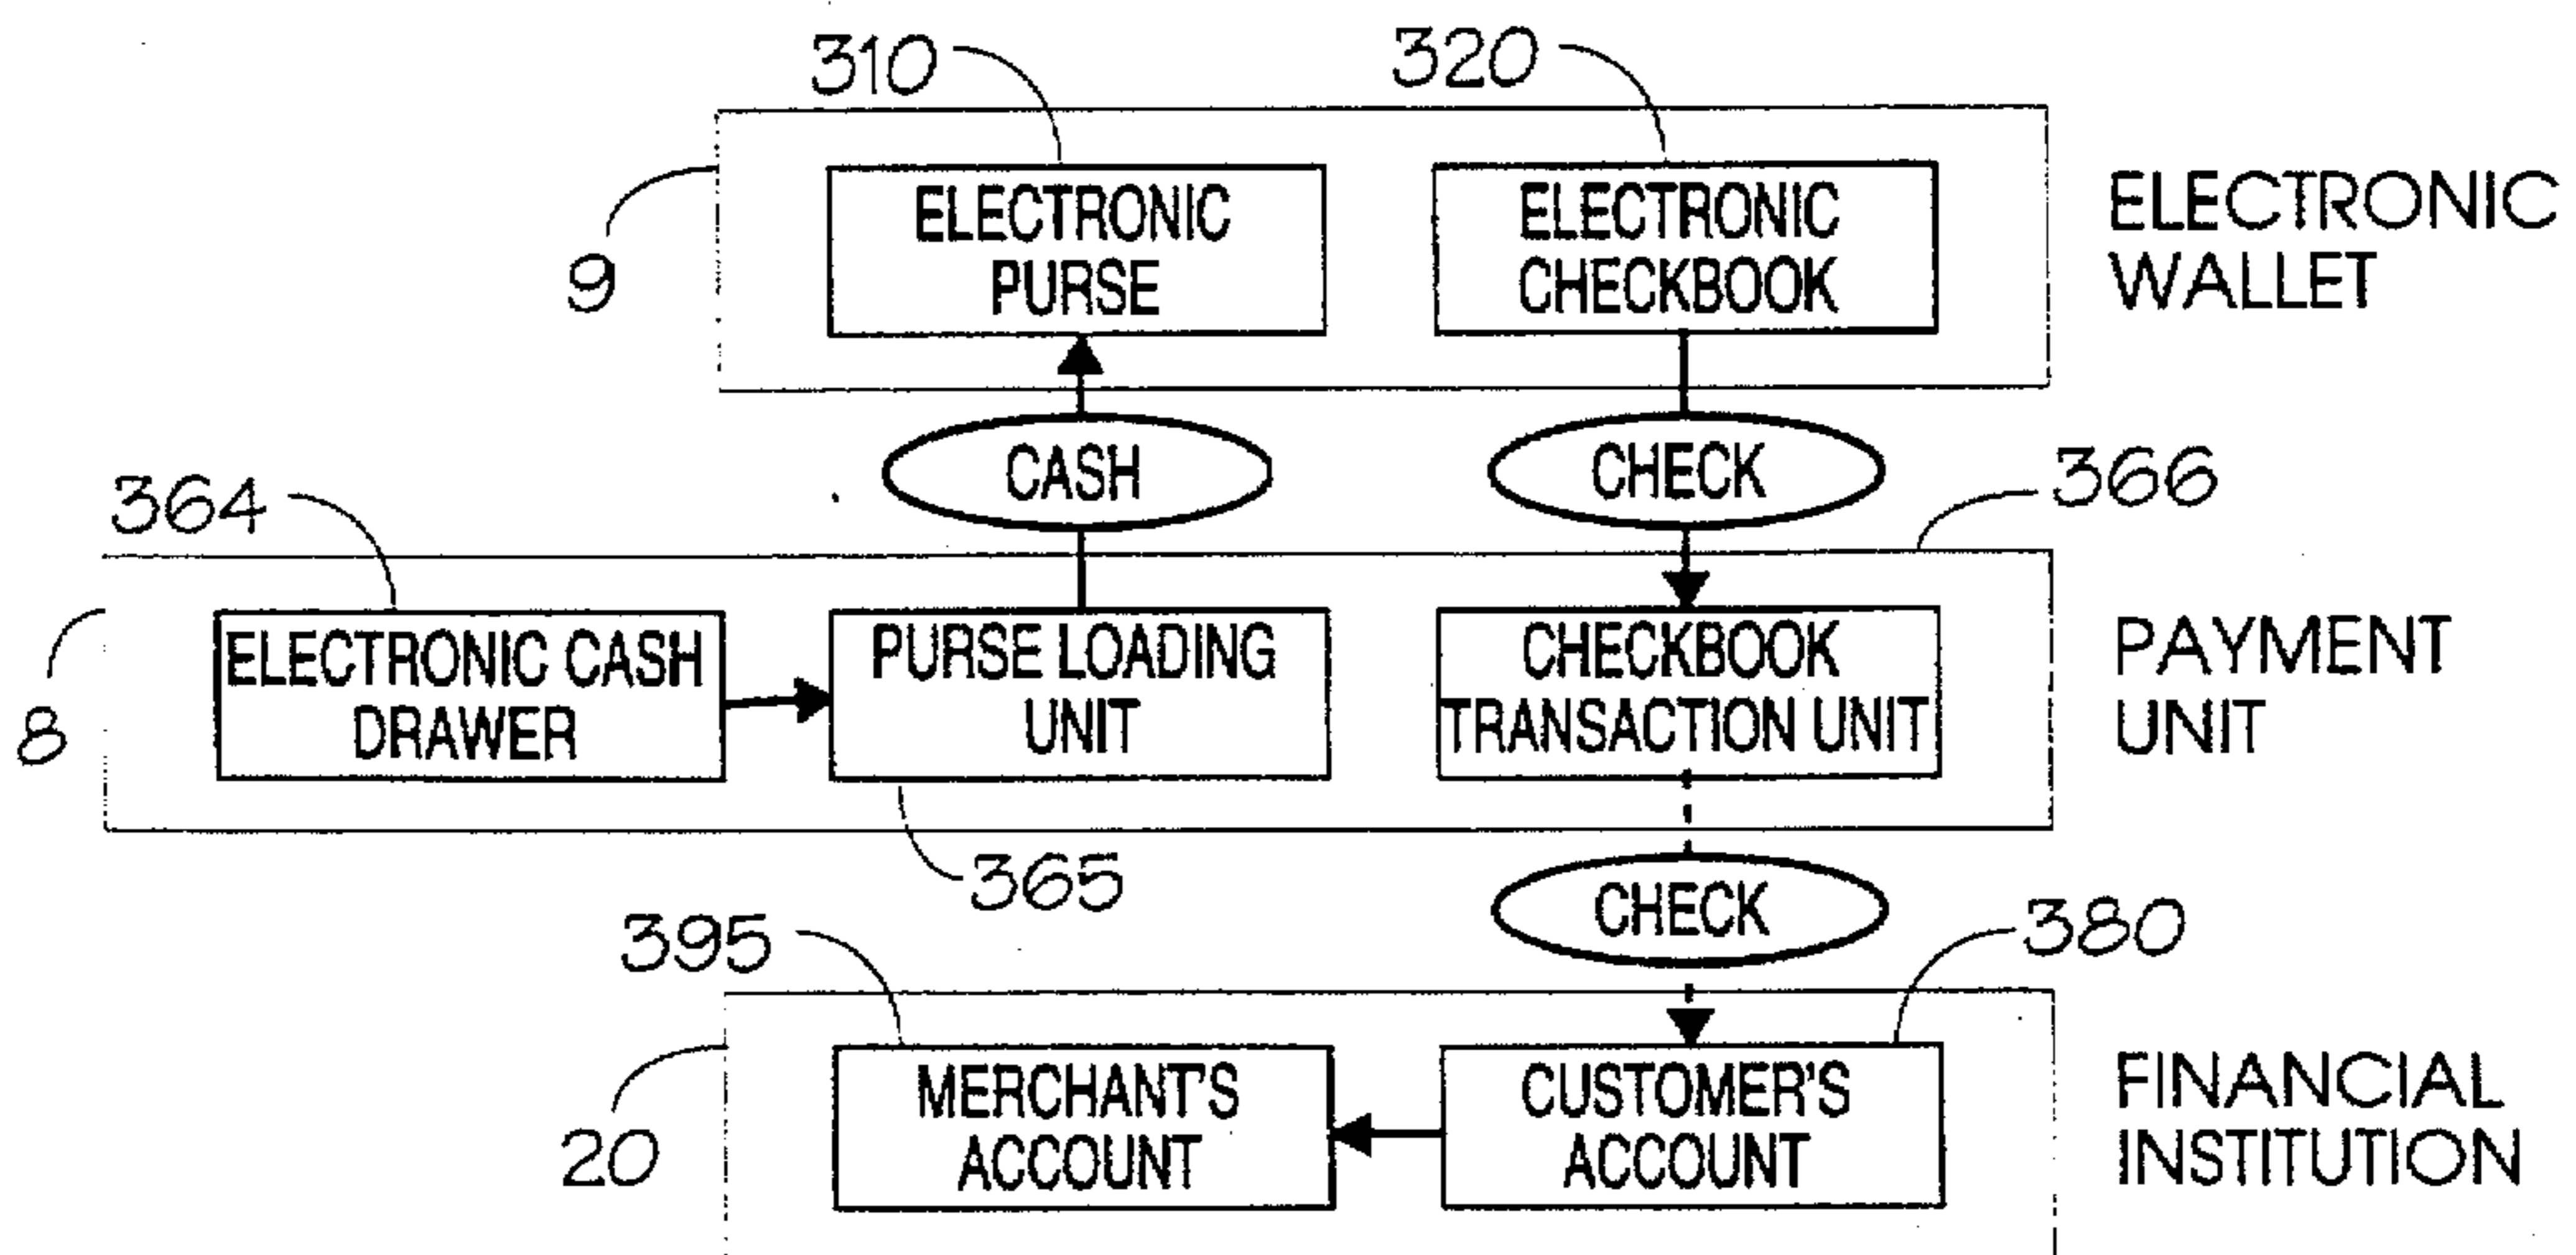 310
320
ELECTRONIC
PURSE
ELECTRONIC
CHECKBOOK
ELECTRONIC
WALLET
9
CASH
CHECK
364
366
ELECTRONIC CASH
DRAWER
PURSE LOADING
UNIT
CHECKBOOK
TRANSACTION UNIT
PAYMENT
UNIT
8
365
CHECK
395
380
MERCHANT'S
ACCOUNT
CUSTOMER'S
ACCOUNT
FINANCIAL
INSTITUTION
20